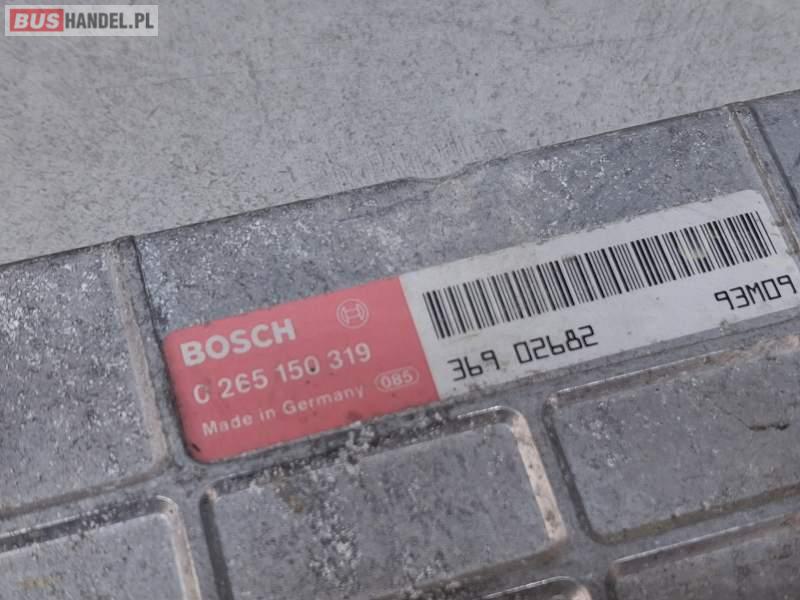 BUSHANDEL.PL
BOSCH
0 265 150 319
Made in Germany 085
369 02682
93M09